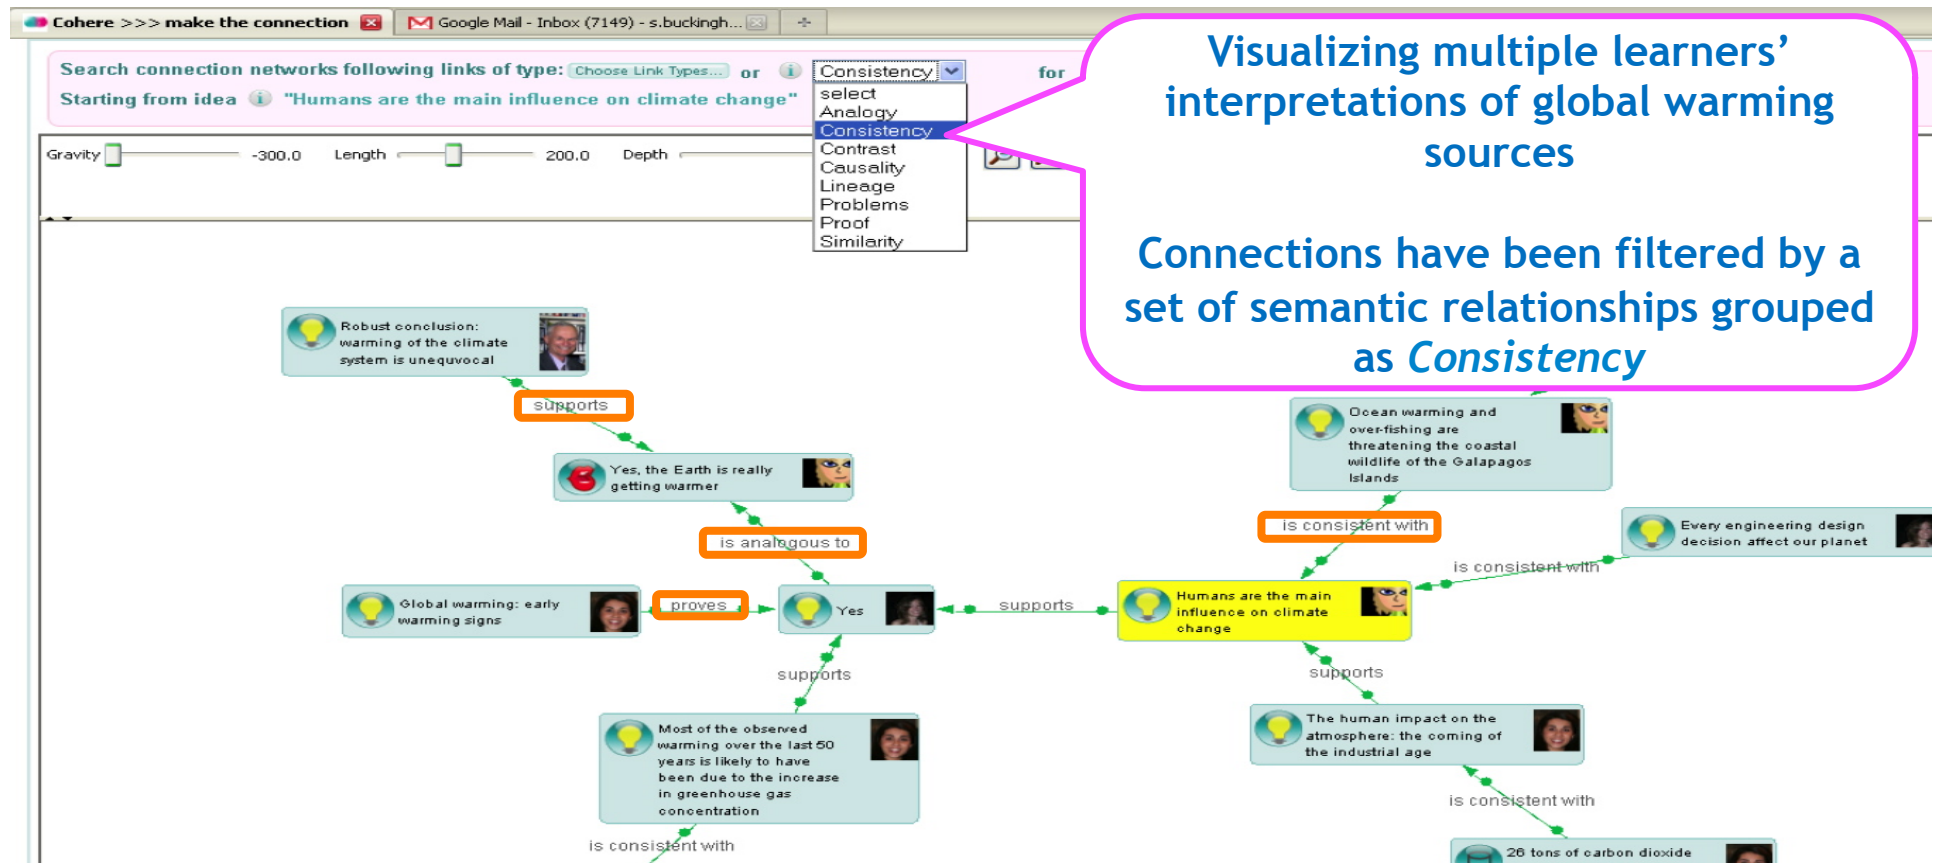 Cohere >>> make the connection
Google Mail - Inbox (7149) - s.buckingh...
Search connection networks following links of type: Choose Link Types... or Consistency for
Starting from idea "Humans are the main influence on climate change"
select
Analogy
Consistency
Contrast
Causality
Lineage
Problems
Proof
Similarity
Gravity -300.0 Length 200.0 Depth
Visualizing multiple learners’
interpretations of global warming
sources
Connections have been filtered by a
set of semantic relationships grouped
as Consistency
Robust conclusion:
warming of the climate
system is unequvocal
supports
Yes, the Earth is really
getting warmer
is analogous to
Global warming: early
warming signs
proves
Yes
supports
Humans are the main
influence on climate
change
Ocean warming and
over-fishing are
threatening the coastal
wildlife of the Galapagos
Islands
is consistent with
Every engineering design
decision affect our planet
is consistent with
supports
Most of the observed
warming over the last 50
years is likely to have
been due to the increase
in greenhouse gas
concentration
is consistent with
supports
The human impact on the
atmosphere: the coming of
the industrial age
is consistent with
26 tons of carbon dioxide